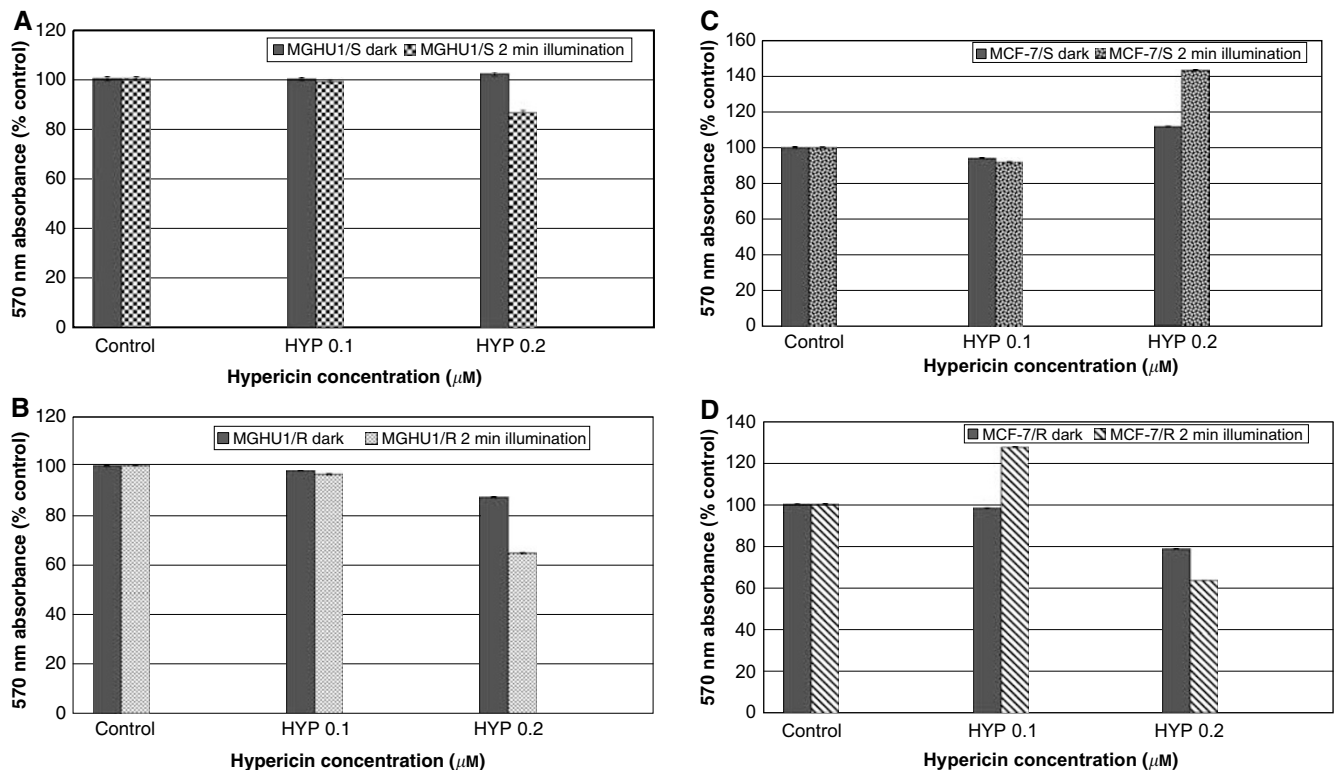 A
570 nm absorbance (% control)
120
100
80
60
40
20
0
MGHU1/S dark MGHU1/S 2 min illumination
Control HYP 0.1 HYP 0.2
Hypericin concentration (μM)
B
570 nm absorbance (% control)
120
100
80
60
40
20
0
MGHU1/R dark MGHU1/R 2 min illumination
Control HYP 0.1 HYP 0.2
Hypericin concentration (μM)
C
570 nm absorbance (% control)
160
140
120
100
80
60
40
20
0
MCF-7/S dark MCF-7/S 2 min illumination
Control HYP 0.1 HYP 0.2
Hypericin concentration (μM)
D
570 nm absorbance (% control)
140
120
100
80
60
40
20
0
MCF-7/R dark MCF-7/R 2 min illumination
Control HYP 0.1 HYP 0.2
Hypericin concentration (μM)